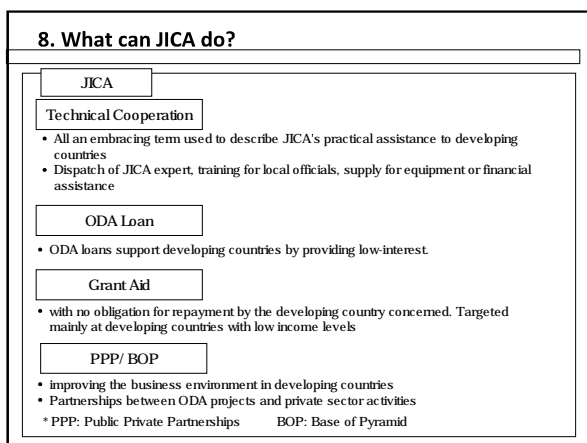 8. What can JICA do?
JICA
Technical Cooperation
• All an embracing term used to describe JICA's practical assistance to developing
countries
• Dispatch of JICA expert, training for local officials, supply for equipment or financial
assistance
ODA Loan
• ODA loans support developing countries by providing low-interest.
Grant Aid
• with no obligation for repayment by the developing country concerned. Targeted
mainly at developing countries with low income levels
PPP/ BOP
• improving the business environment in developing countries
• Partnerships between ODA projects and private sector activities
* PPP: Public Private Partnerships BOP: Base of Pyramid